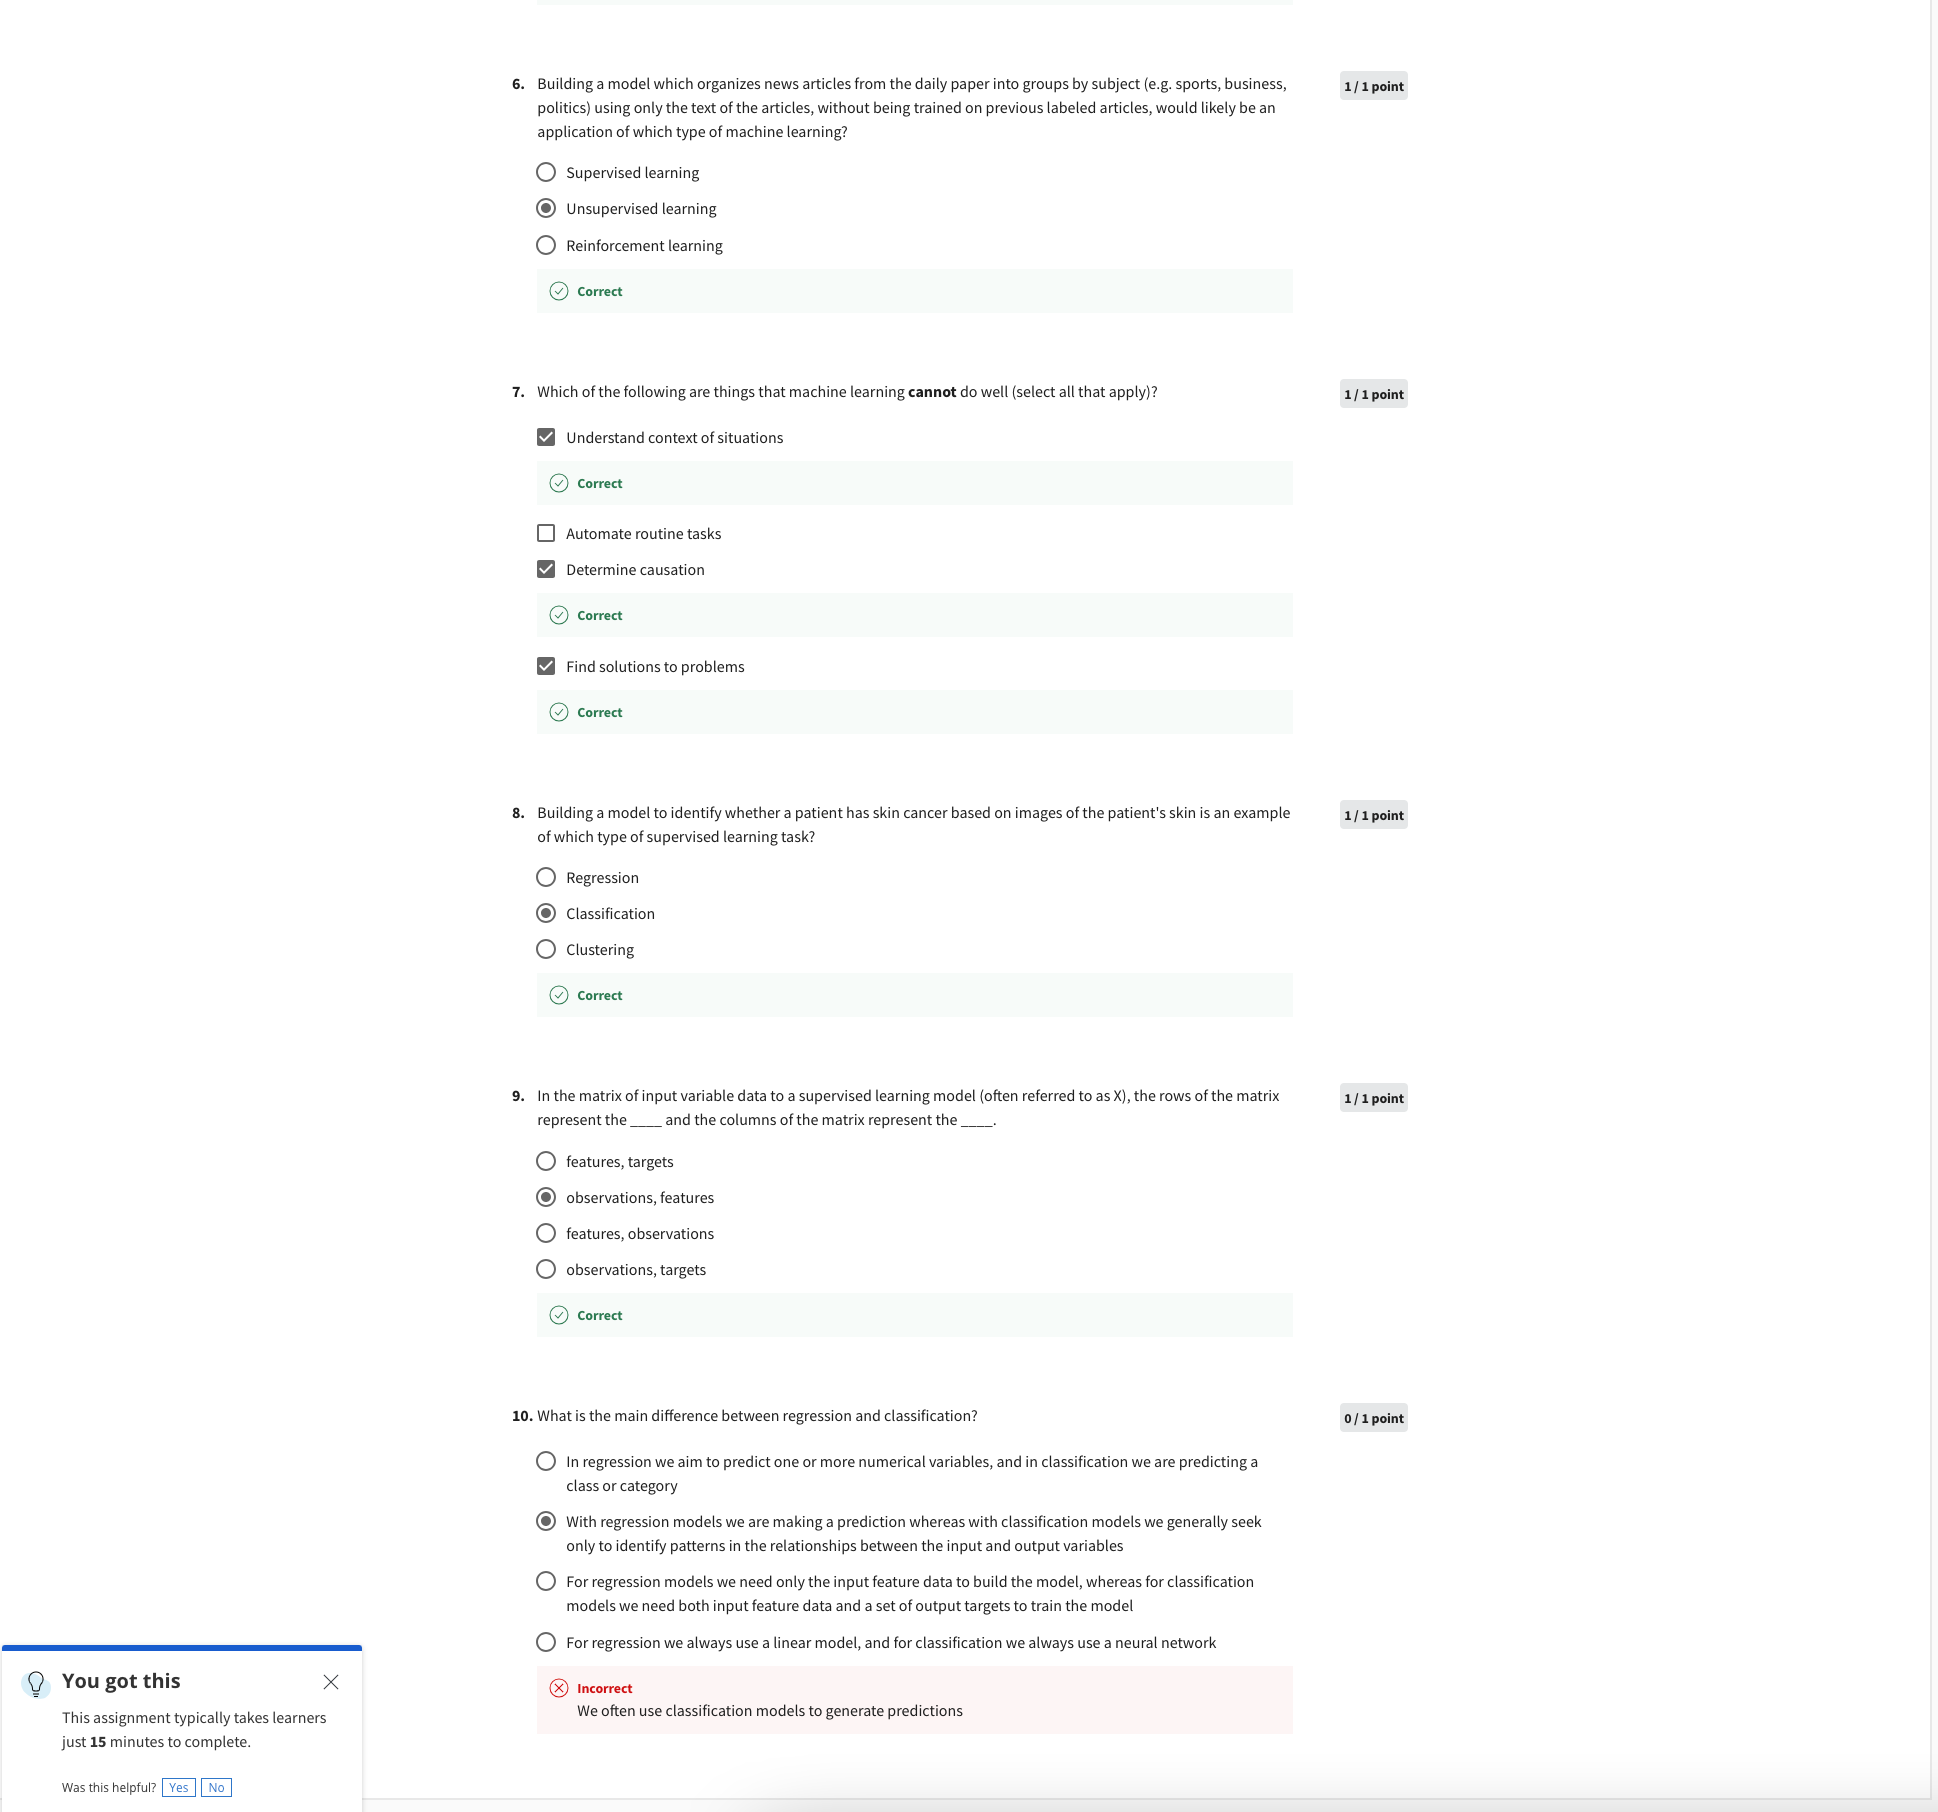 6. Building a model which organizes news articles from the daily paper into groups by subject (e.g. sports, business,
politics) using only the text of the articles, without being trained on previous labeled articles, would likely be an
application of which type of machine learning?
1 / 1 point
Supervised learning
Unsupervised learning
Reinforcement learning
Correct
7. Which of the following are things that machine learning cannot do well (select all that apply)?
1 / 1 point
Understand context of situations
Correct
Automate routine tasks
Determine causation
Correct
Find solutions to problems
Correct
8. Building a model to identify whether a patient has skin cancer based on images of the patient's skin is an example
of which type of supervised learning task?
1 / 1 point
Regression
Classification
Clustering
Correct
9. In the matrix of input variable data to a supervised learning model (often referred to as X), the rows of the matrix
represent the ____ and the columns of the matrix represent the ____.
1 / 1 point
features, targets
observations, features
features, observations
observations, targets
Correct
10. What is the main difference between regression and classification?
0 / 1 point
In regression we aim to predict one or more numerical variables, and in classification we are predicting a
class or category
With regression models we are making a prediction whereas with classification models we generally seek
only to identify patterns in the relationships between the input and output variables
For regression models we need only the input feature data to build the model, whereas for classification
models we need both input feature data and a set of output targets to train the model
For regression we always use a linear model, and for classification we always use a neural network
Incorrect
We often use classification models to generate predictions
You got this
This assignment typically takes learners
just 15 minutes to complete.
Was this helpful? Yes No